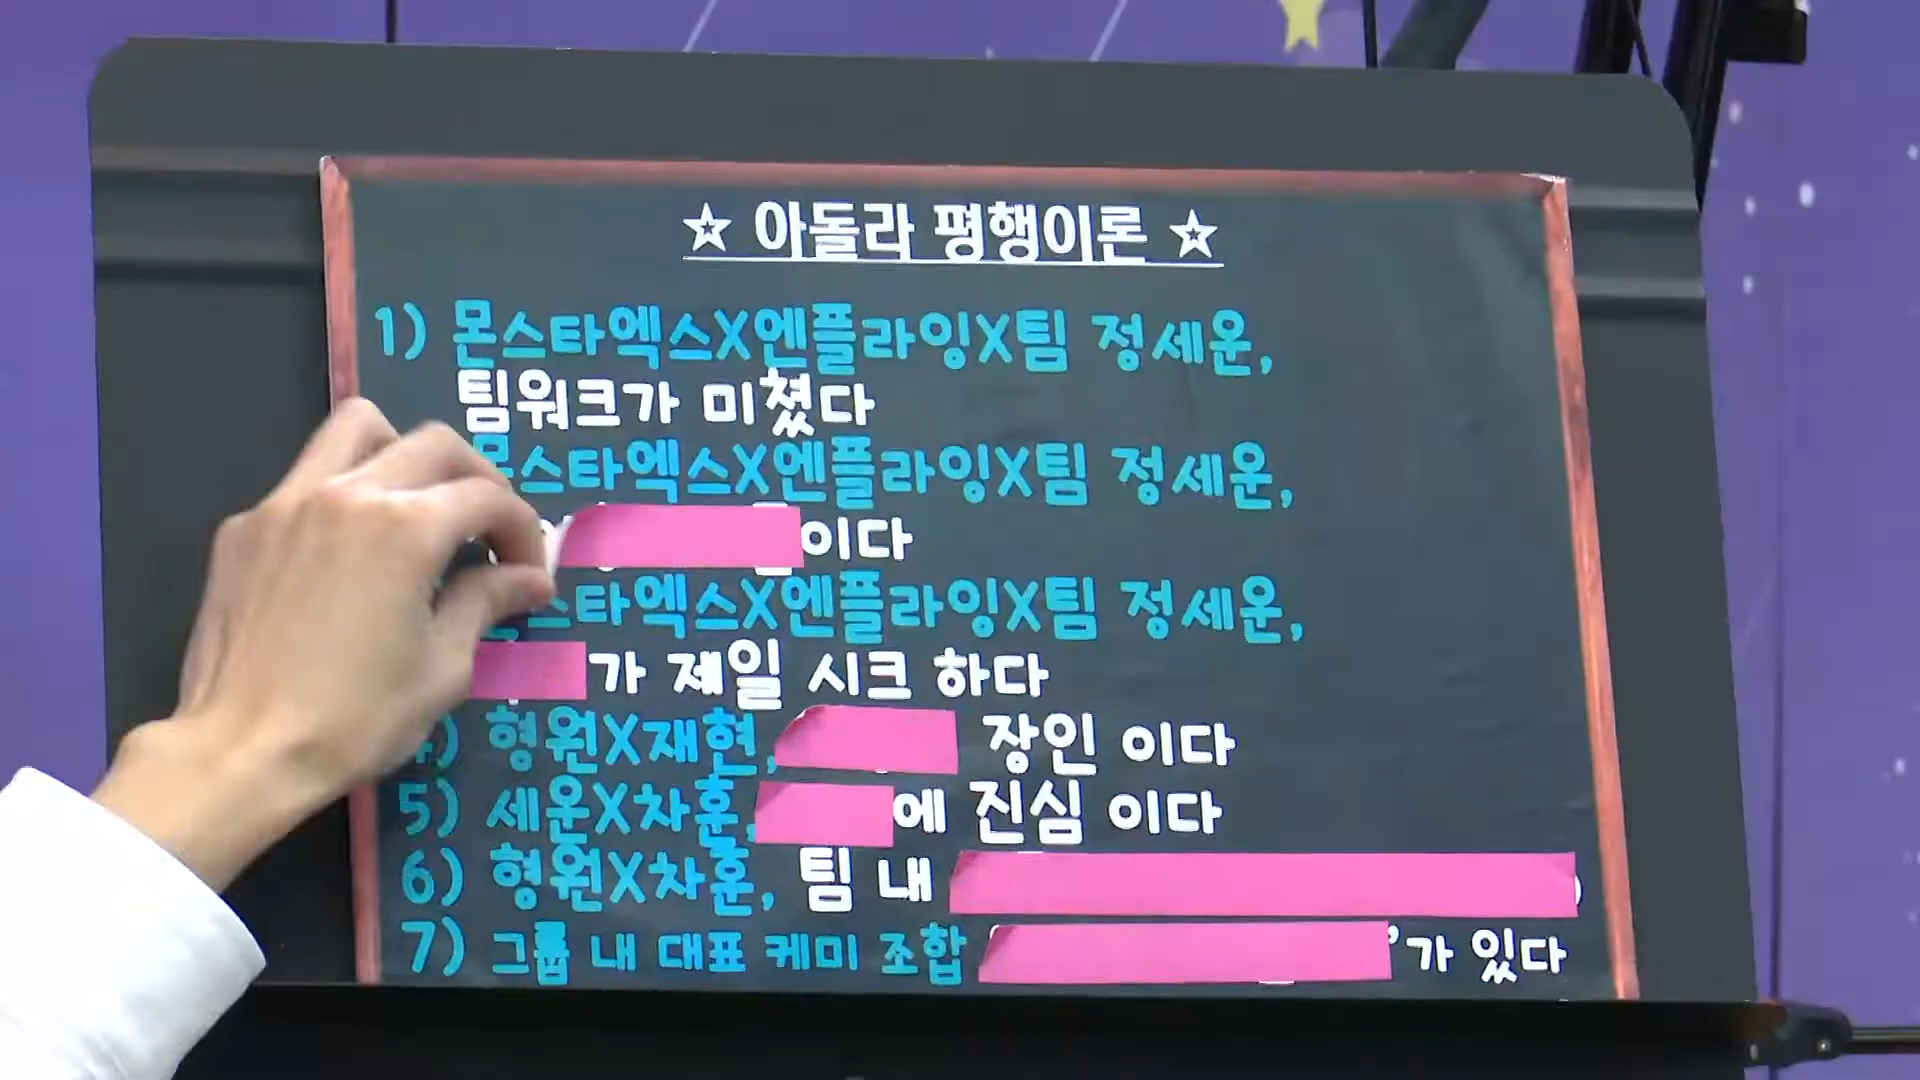 ☆ 아돌라 평행이론 ☆
1) 몬스타엑스X엔플라잉X팀 정세운,
팀워크가 미쳤다
몬스타엑스X엔플라잉X팀 정세운,
이다
몬스타엑스X엔플라잉X팀 정세운,
가 제일 시크 하다
4) 형원X재현, 장인 이다
5) 세운X차훈, 에 진심 이다
6) 형원X차훈, 팀 내
7) 그룹 내 대표 케미 조합 '가 있다